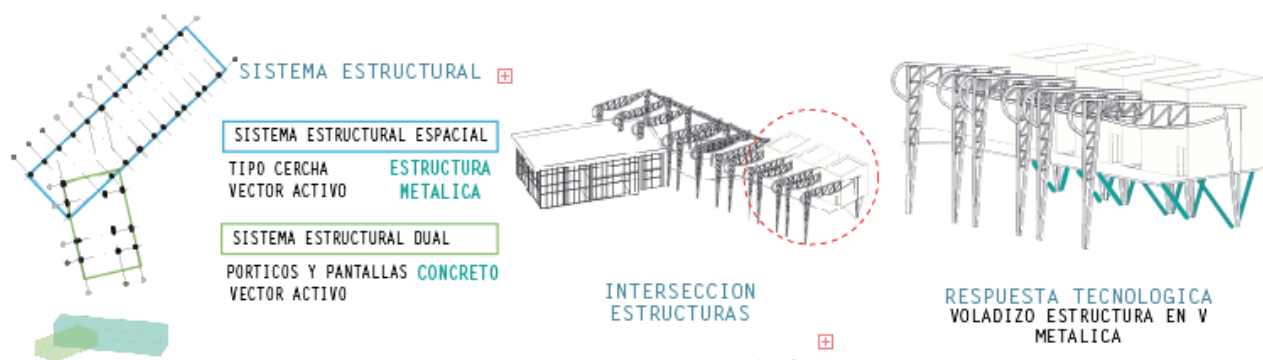 SISTEMA ESTRUCTURAL
SISTEMA ESTRUCTURAL ESPACIAL
TIPO CERCHA
VECTOR ACTIVO
ESTRUCTURA
METALICA
SISTEMA ESTRUCTURAL DUAL
PORTICOS Y PANTALLAS CONCRETO
VECTOR ACTIVO
INTERSECCION
ESTRUCTURAS
RESPUESTA TECNOLOGICA
VOLADIZO ESTRUCTURA EN V
METALICA